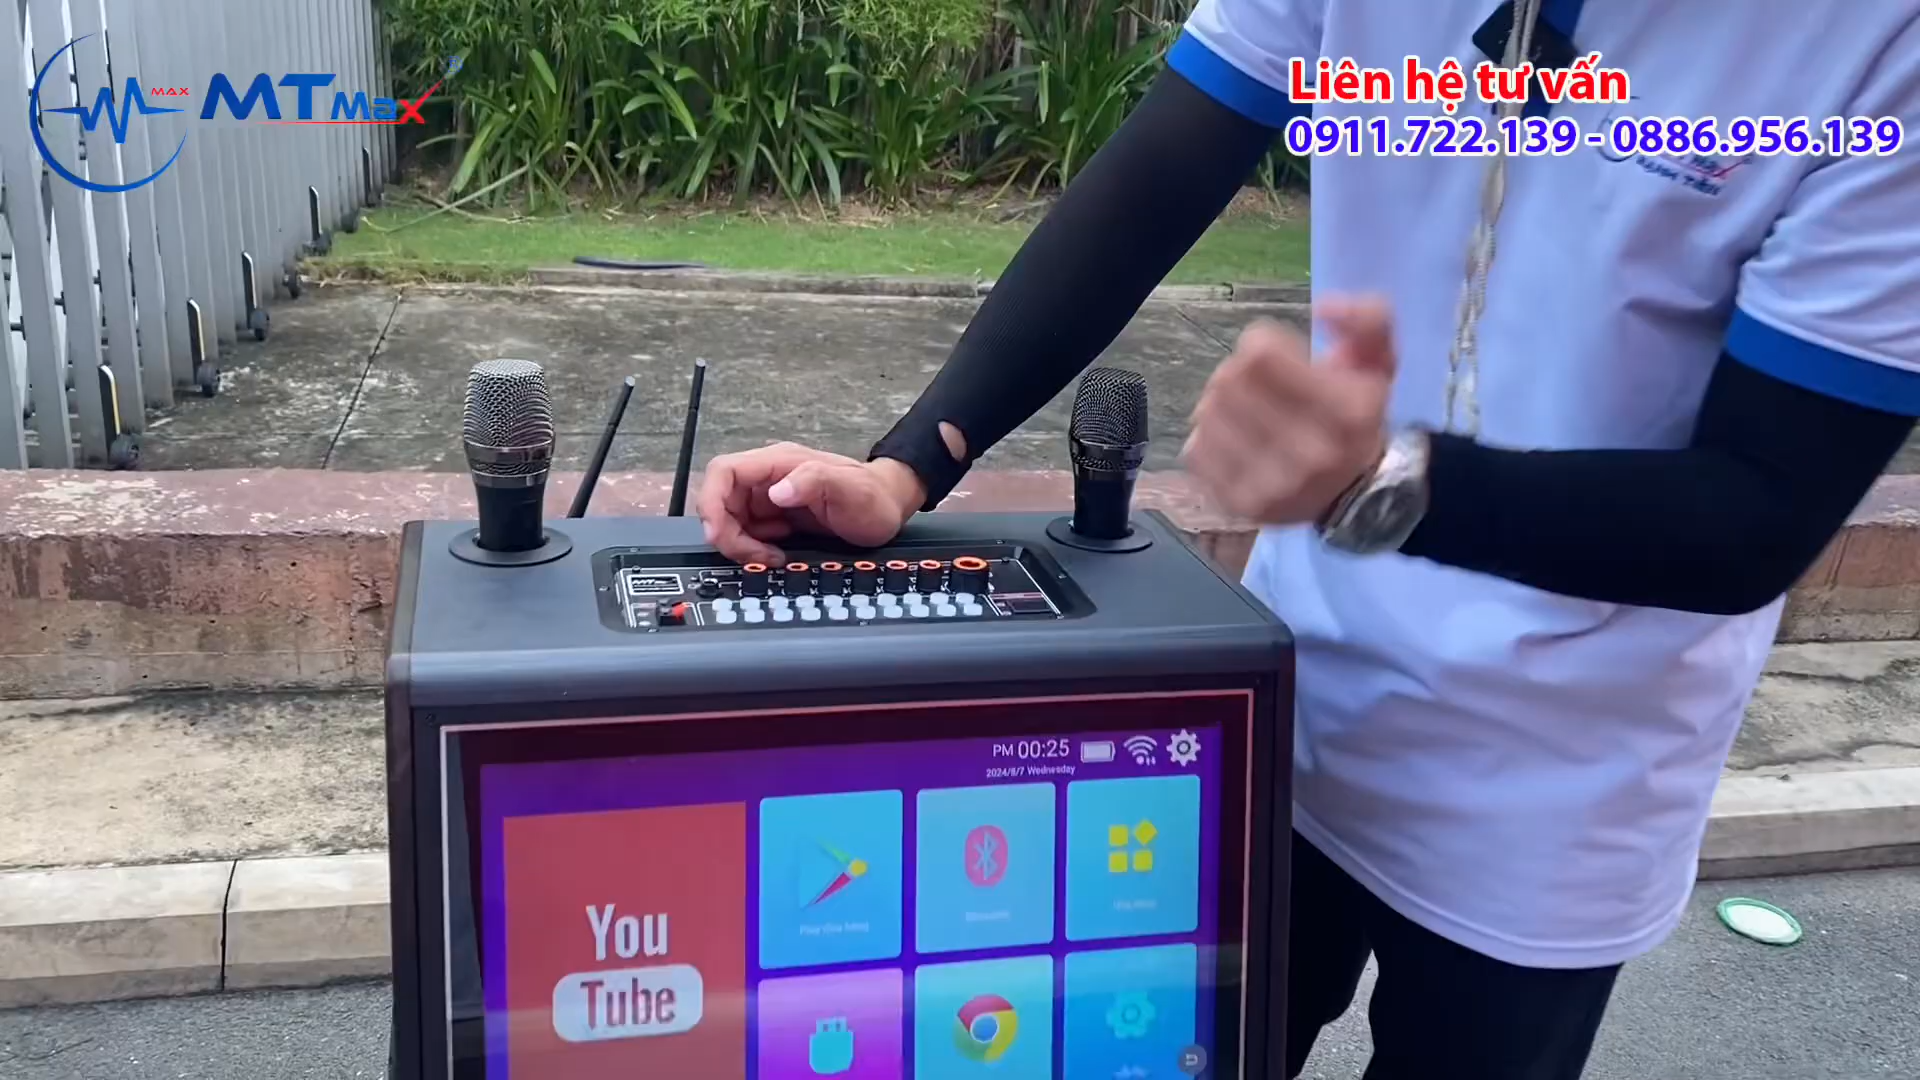 MAX
MTMax
Liên hệ tư vấn
0911.722.139 - 0886.956.139
PM 00:25
2024/8/7 Wednesday
You
Tube